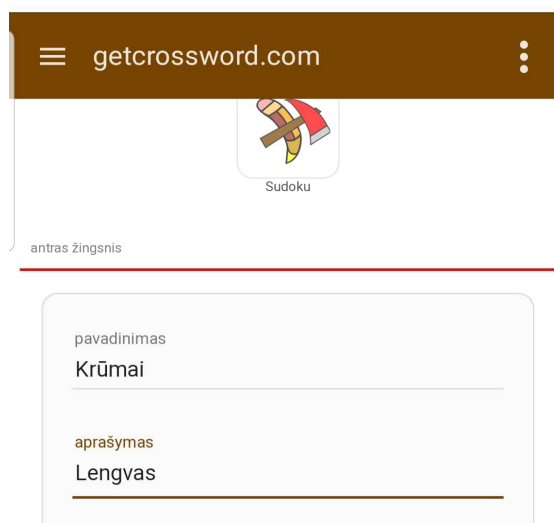 getcrossword.com
Sudoku
antras žingsnis
pavadinimas
Krūmai
aprašymas
Lengvas